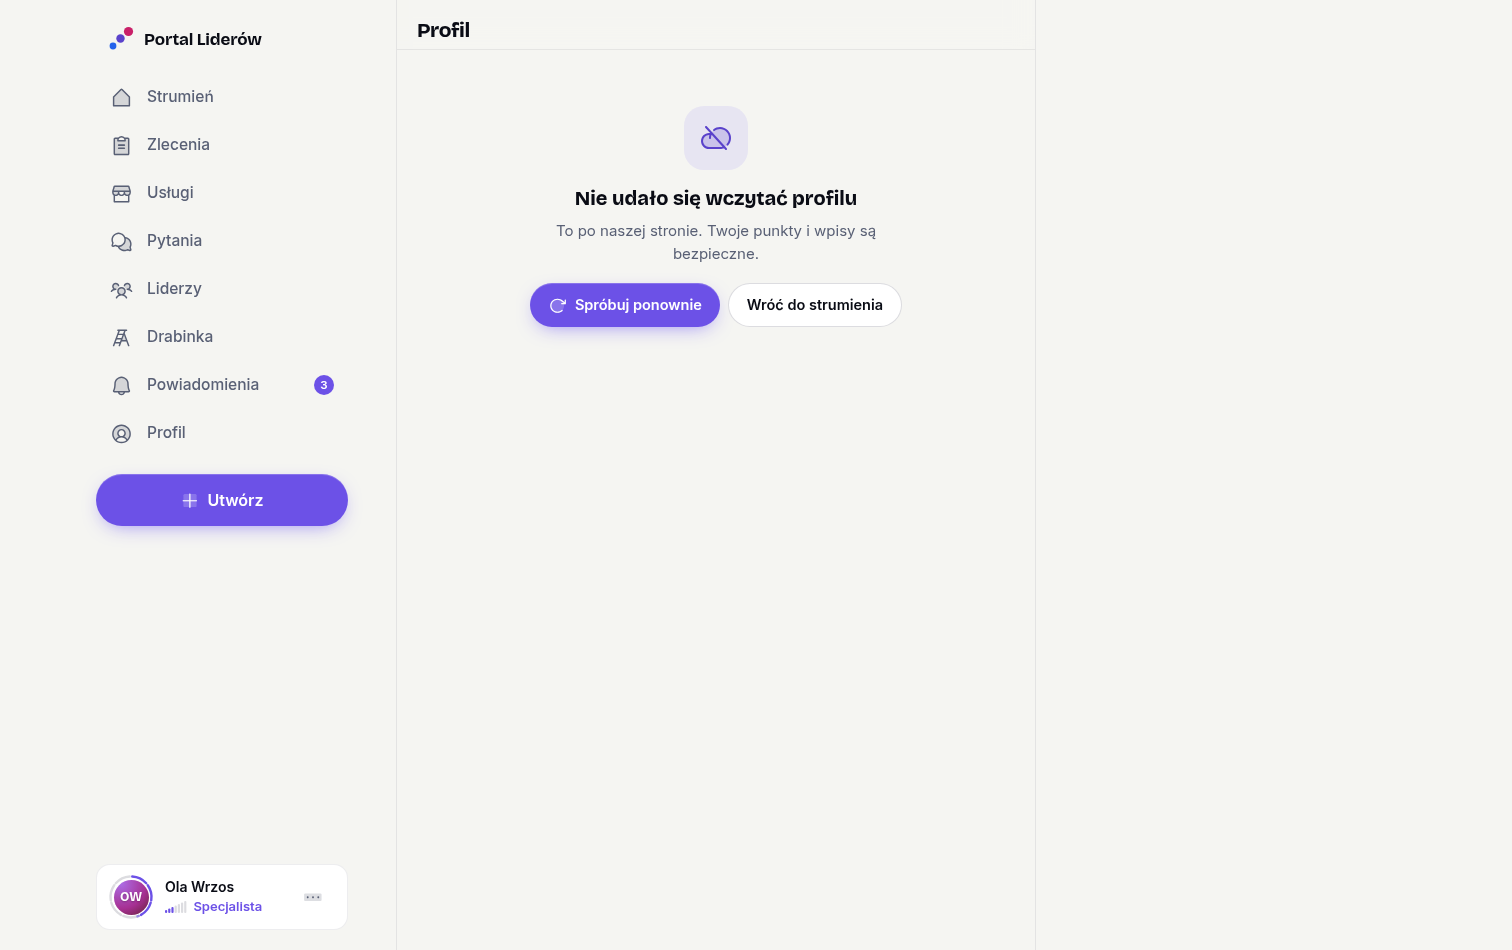 Portal Liderów
Strumień
Zlecenia
Usługi
Pytania
Liderzy
Drabinka
Powiadomienia 3
Profil
Utwórz
OW
Ola Wrzos
Specjalista
Profil
Nie udało się wczytać profilu
To po naszej stronie. Twoje punkty i wpisy są
bezpieczne.
Spróbuj ponownie
Wróć do strumienia